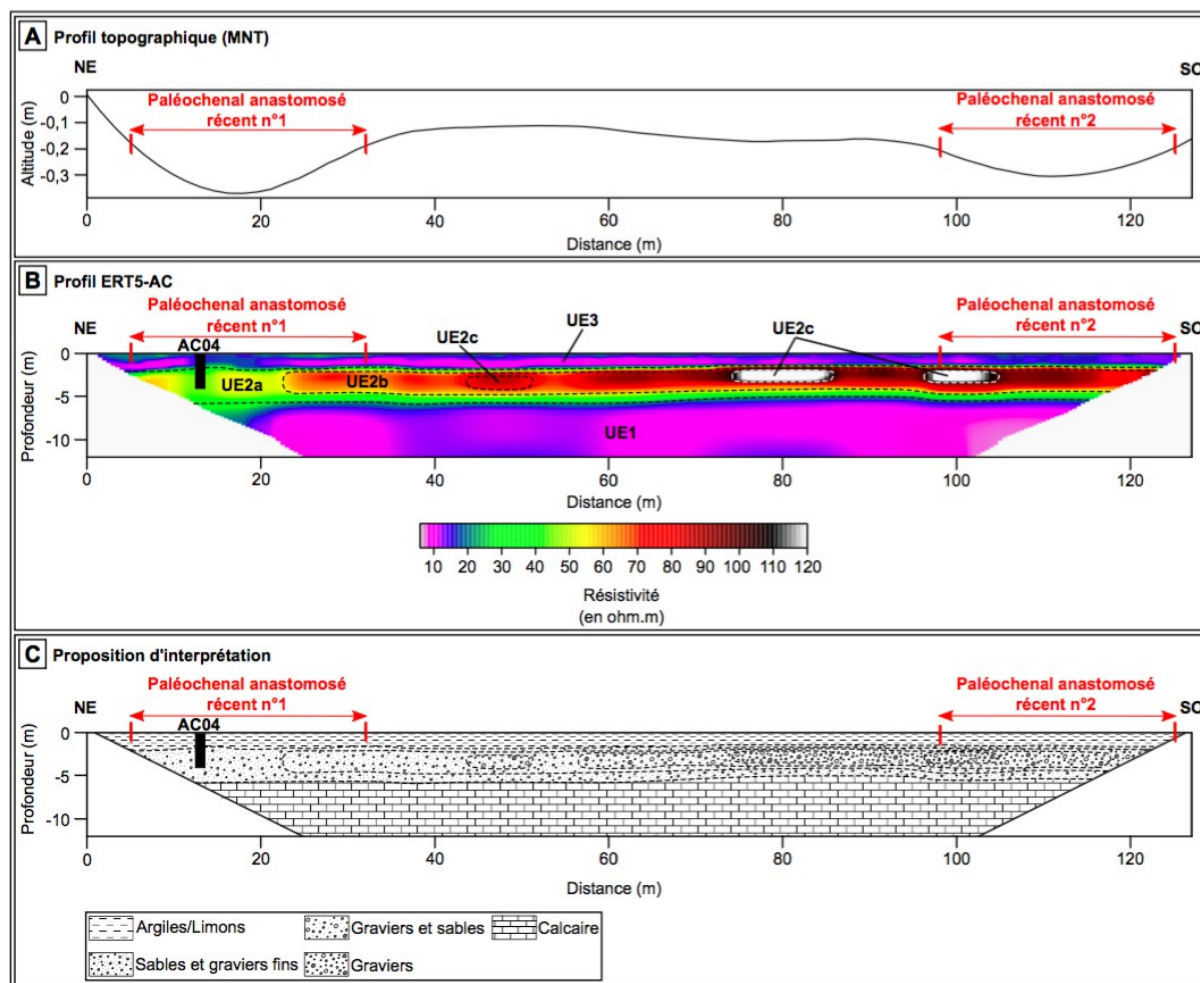 A Profil topographique (MNT)
NE
SO
Paléochenal anastomosé
récent n°1
Paléochenal anastomosé
récent n°2
Altitude (m)
0
-0,1
-0,2
-0,3
0 20 40 60 80 100 120
Distance (m)
B Profil ERT5-AC
NE
SO
Paléochenal anastomosé
récent n°1
Paléochenal anastomosé
récent n°2
AC04
UE2c
UE3
UE2c
UE2a
UE2b
UE1
Profondeur (m)
0
-5
-10
0 20 40 60 80 100 120
Distance (m)
10 20 30 40 50 60 70 80 90 100 110 120
Résistivité
(en ohm.m)
C Proposition d'interprétation
NE
SO
Paléochenal anastomosé
récent n°1
Paléochenal anastomosé
récent n°2
AC04
Profondeur (m)
0
-5
-10
0 20 40 60 80 100 120
Distance (m)
Argiles/Limons
Graviers et sables
Calcaire
Sables et graviers fins
Graviers